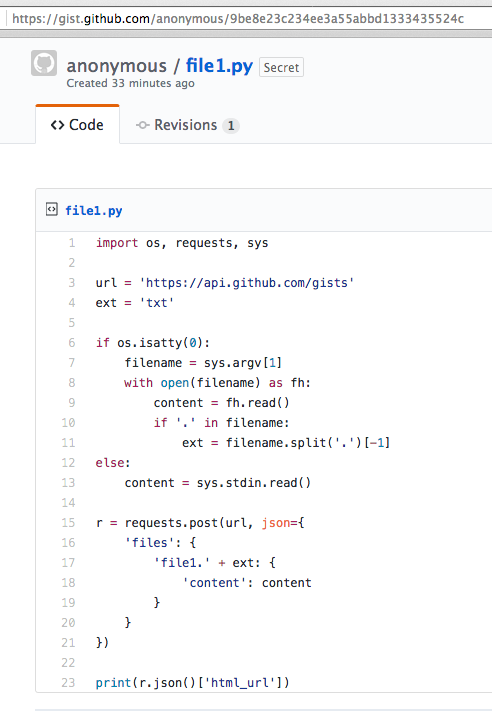 https://gist.github.com/anonymous/9be8e23c234ee3a55abbd1333435524c
anonymous / file1.py Secret
Created 33 minutes ago
<> Code Revisions 1
file1.py
1 import os, requests, sys
2
3 url = 'https://api.github.com/gists'
4 ext = 'txt'
5
6 if os.isatty(0):
7     filename = sys.argv[1]
8     with open(filename) as fh:
9         content = fh.read()
10         if '.' in filename:
11             ext = filename.split('.')[-1]
12 else:
13     content = sys.stdin.read()
14
15 r = requests.post(url, json={
16     'files': {
17         'file1.' + ext: {
18             'content': content
19         }
20     }
21 })
22
23 print(r.json()['html_url'])